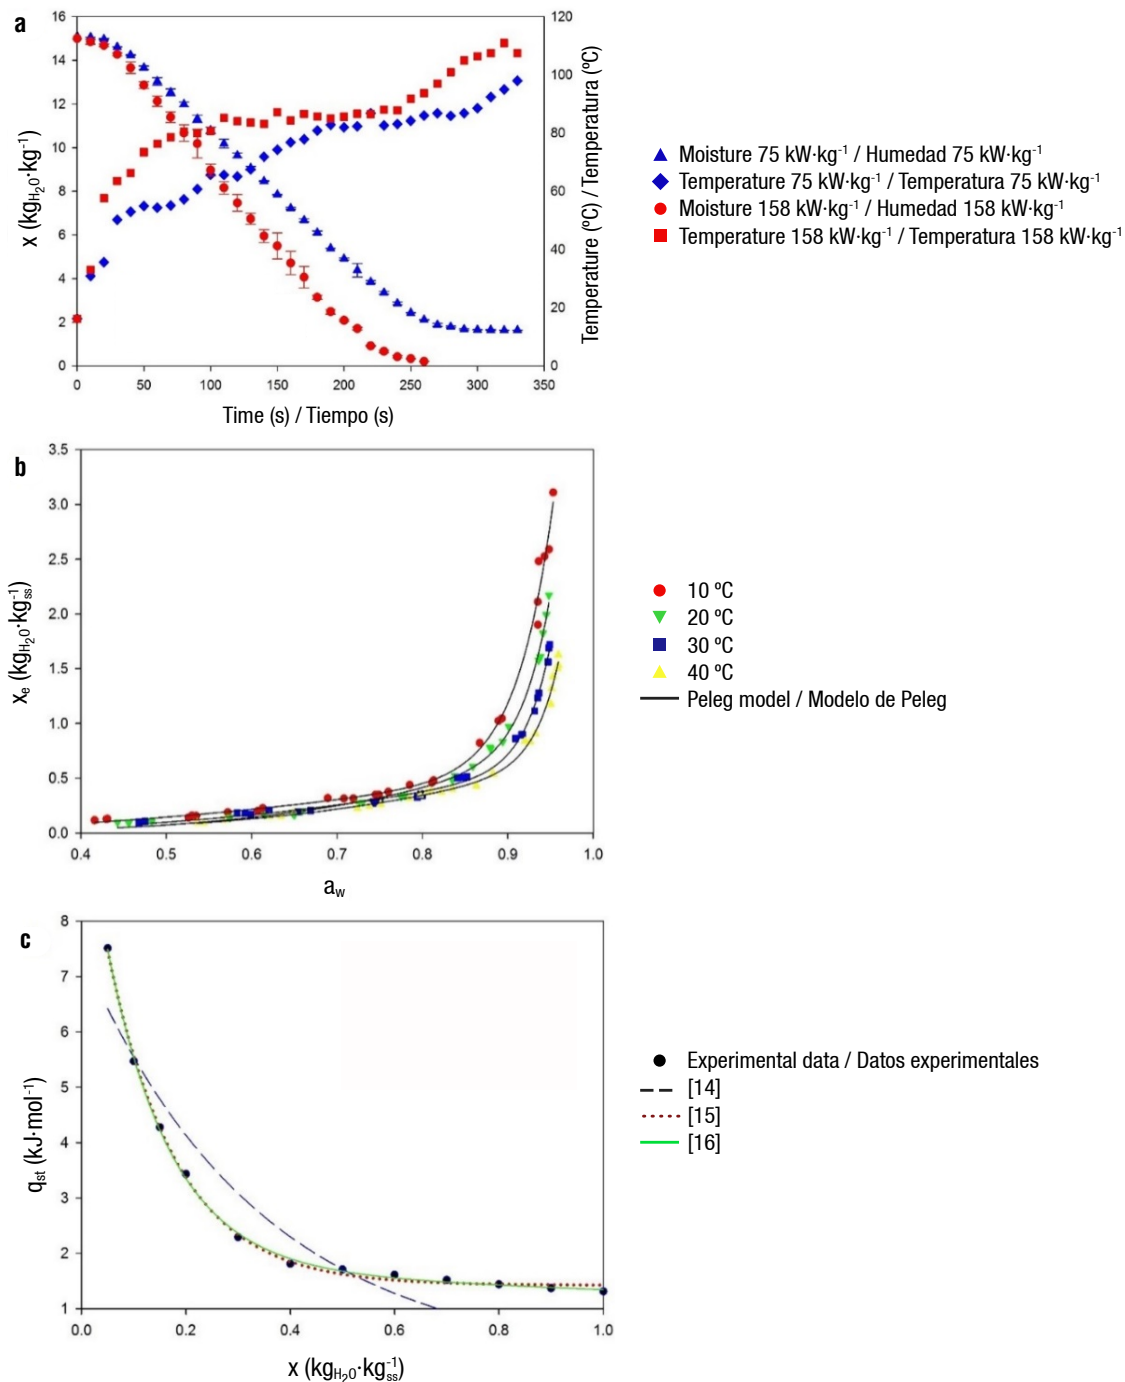 a
16
14
12
10
8
6
4
2
0
x (kgH₂O·kg⁻¹)
120
100
80
60
40
20
0
Temperature (ºC) / Temperatura (ºC)
0 50 100 150 200 250 300 350
Time (s) / Tiempo (s)
Moisture 75 kW·kg⁻¹ / Humedad 75 kW·kg⁻¹
Temperature 75 kW·kg⁻¹ / Temperatura 75 kW·kg⁻¹
Moisture 158 kW·kg⁻¹ / Humedad 158 kW·kg⁻¹
Temperature 158 kW·kg⁻¹ / Temperatura 158 kW·kg⁻¹
b
3.5
3.0
2.5
2.0
1.5
1.0
0.5
0.0
xe (kgH₂O·kgss⁻¹)
0.4 0.5 0.6 0.7 0.8 0.9 1.0
aw
10 ºC
20 ºC
30 ºC
40 ºC
Peleg model / Modelo de Peleg
c
8
7
6
5
4
3
2
1
qst (kJ·mol⁻¹)
0.0 0.2 0.4 0.6 0.8 1.0
x (kgH₂O·kgss⁻¹)
Experimental data / Datos experimentales
[14]
[15]
[16]